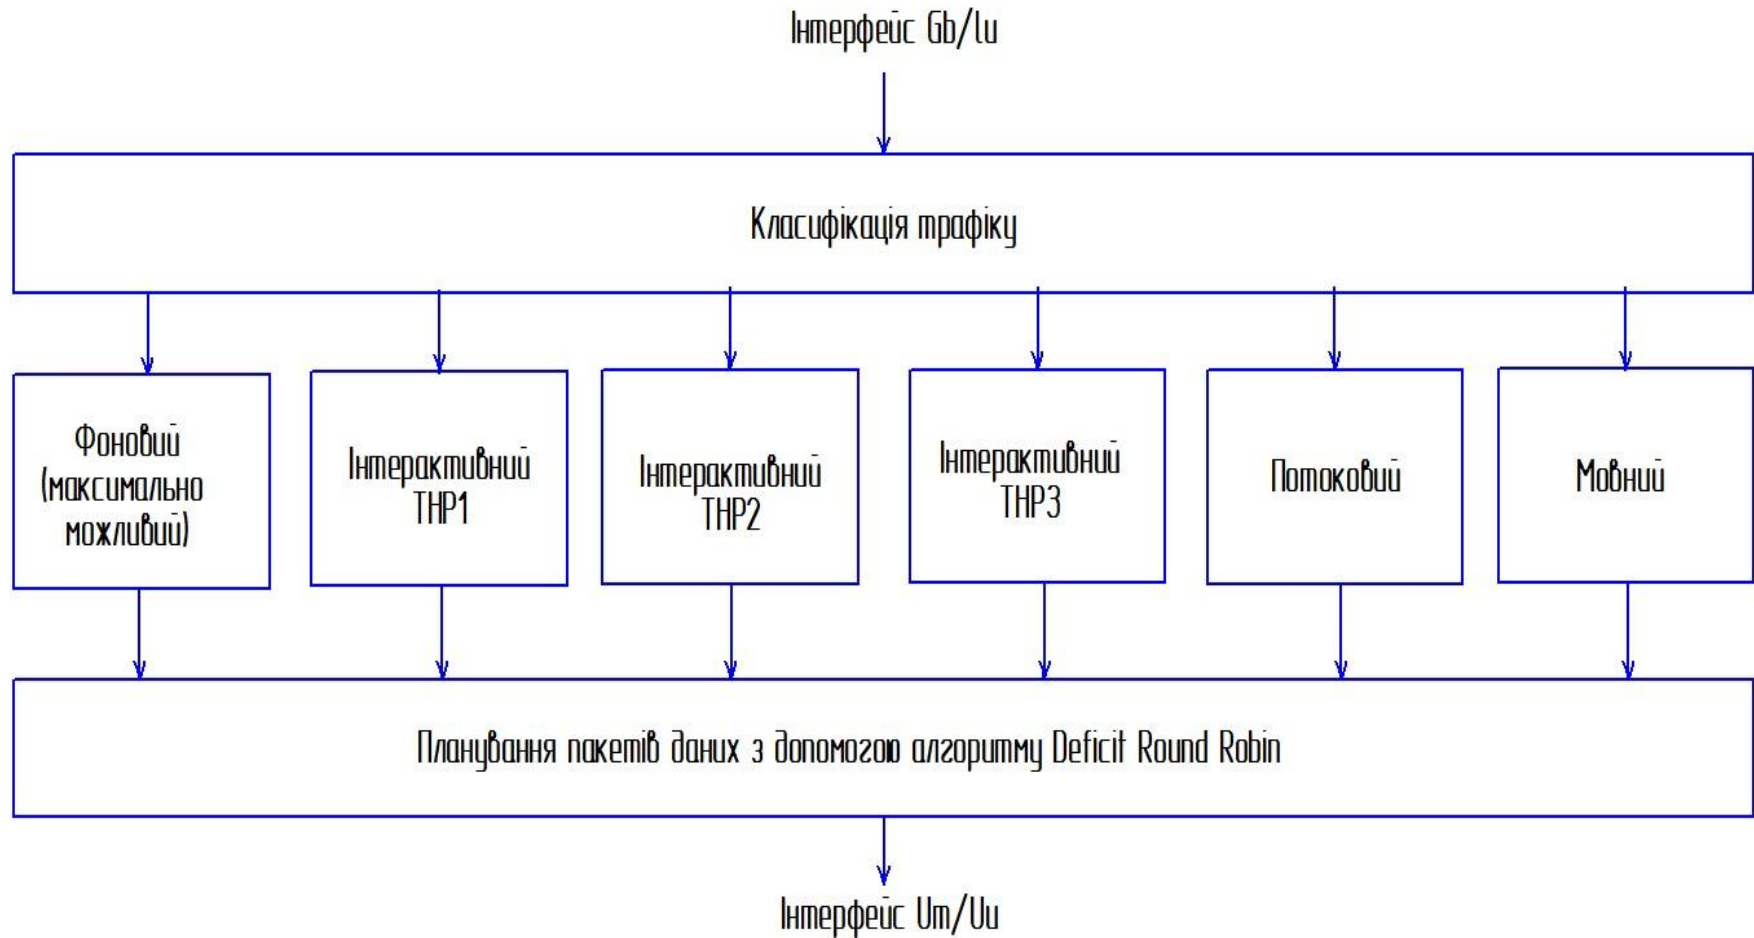 Інтерфейс Gb/Iu
Класифікація трафіку
Фоновий
(максимально
можливий)
Інтерактивний
THP1
Інтерактивний
THP2
Інтерактивний
THP3
Потоковий
Мовний
Планування пакетів даних з допомогою алгоритму Deficit Round Robin
Інтерфейс Um/Uu